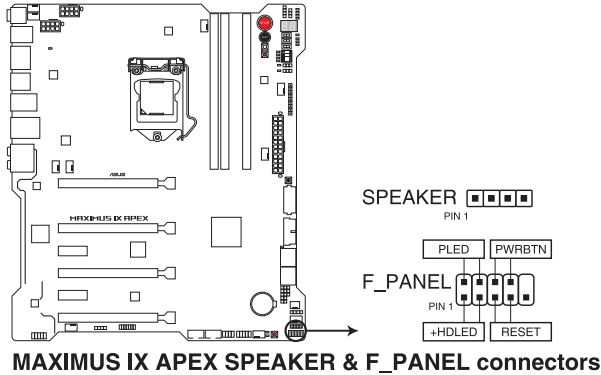 /SUS
MAXIMUS IX APEX
SPEAKER
PIN 1
PLED PWRBTN
F_PANEL
PIN 1
+HDLED RESET
MAXIMUS IX APEX SPEAKER & F_PANEL connectors